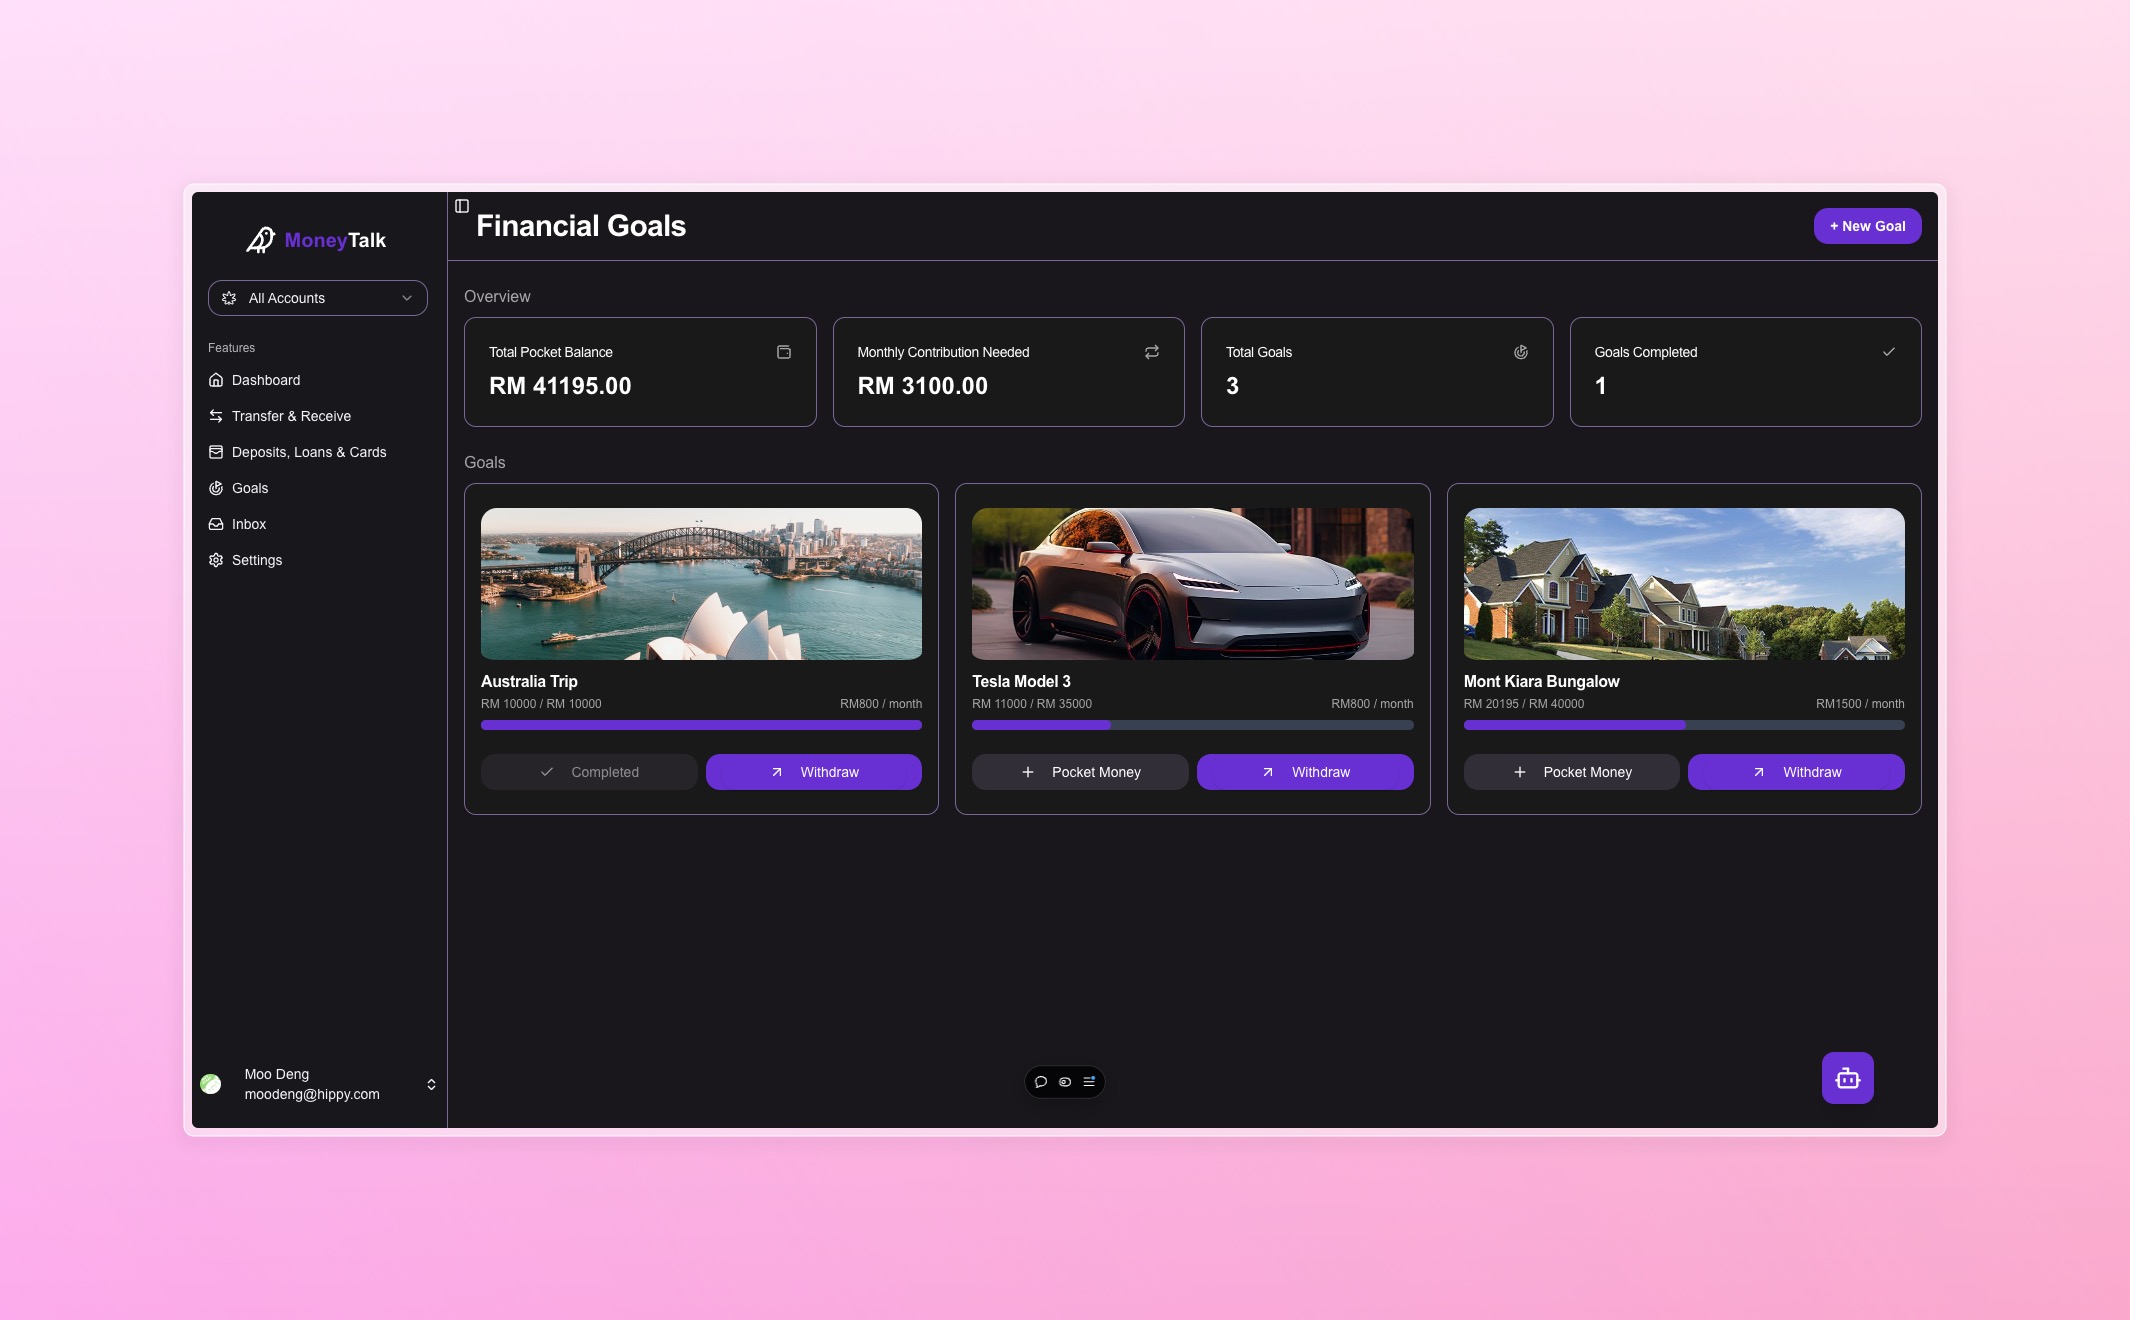 MoneyTalk
All Accounts
Features
Dashboard
Transfer & Receive
Deposits, Loans & Cards
Goals
Inbox
Settings
Moo Deng
moodeng@hippy.com
Financial Goals
+ New Goal
Overview
Total Pocket Balance
RM 41195.00
Monthly Contribution Needed
RM 3100.00
Total Goals
3
Goals Completed
1
Goals
Australia Trip
RM 10000 / RM 10000 RM800 / month
Completed Withdraw
Tesla Model 3
RM 11000 / RM 35000 RM800 / month
Pocket Money Withdraw
Mont Kiara Bungalow
RM 20195 / RM 40000 RM1500 / month
Pocket Money Withdraw